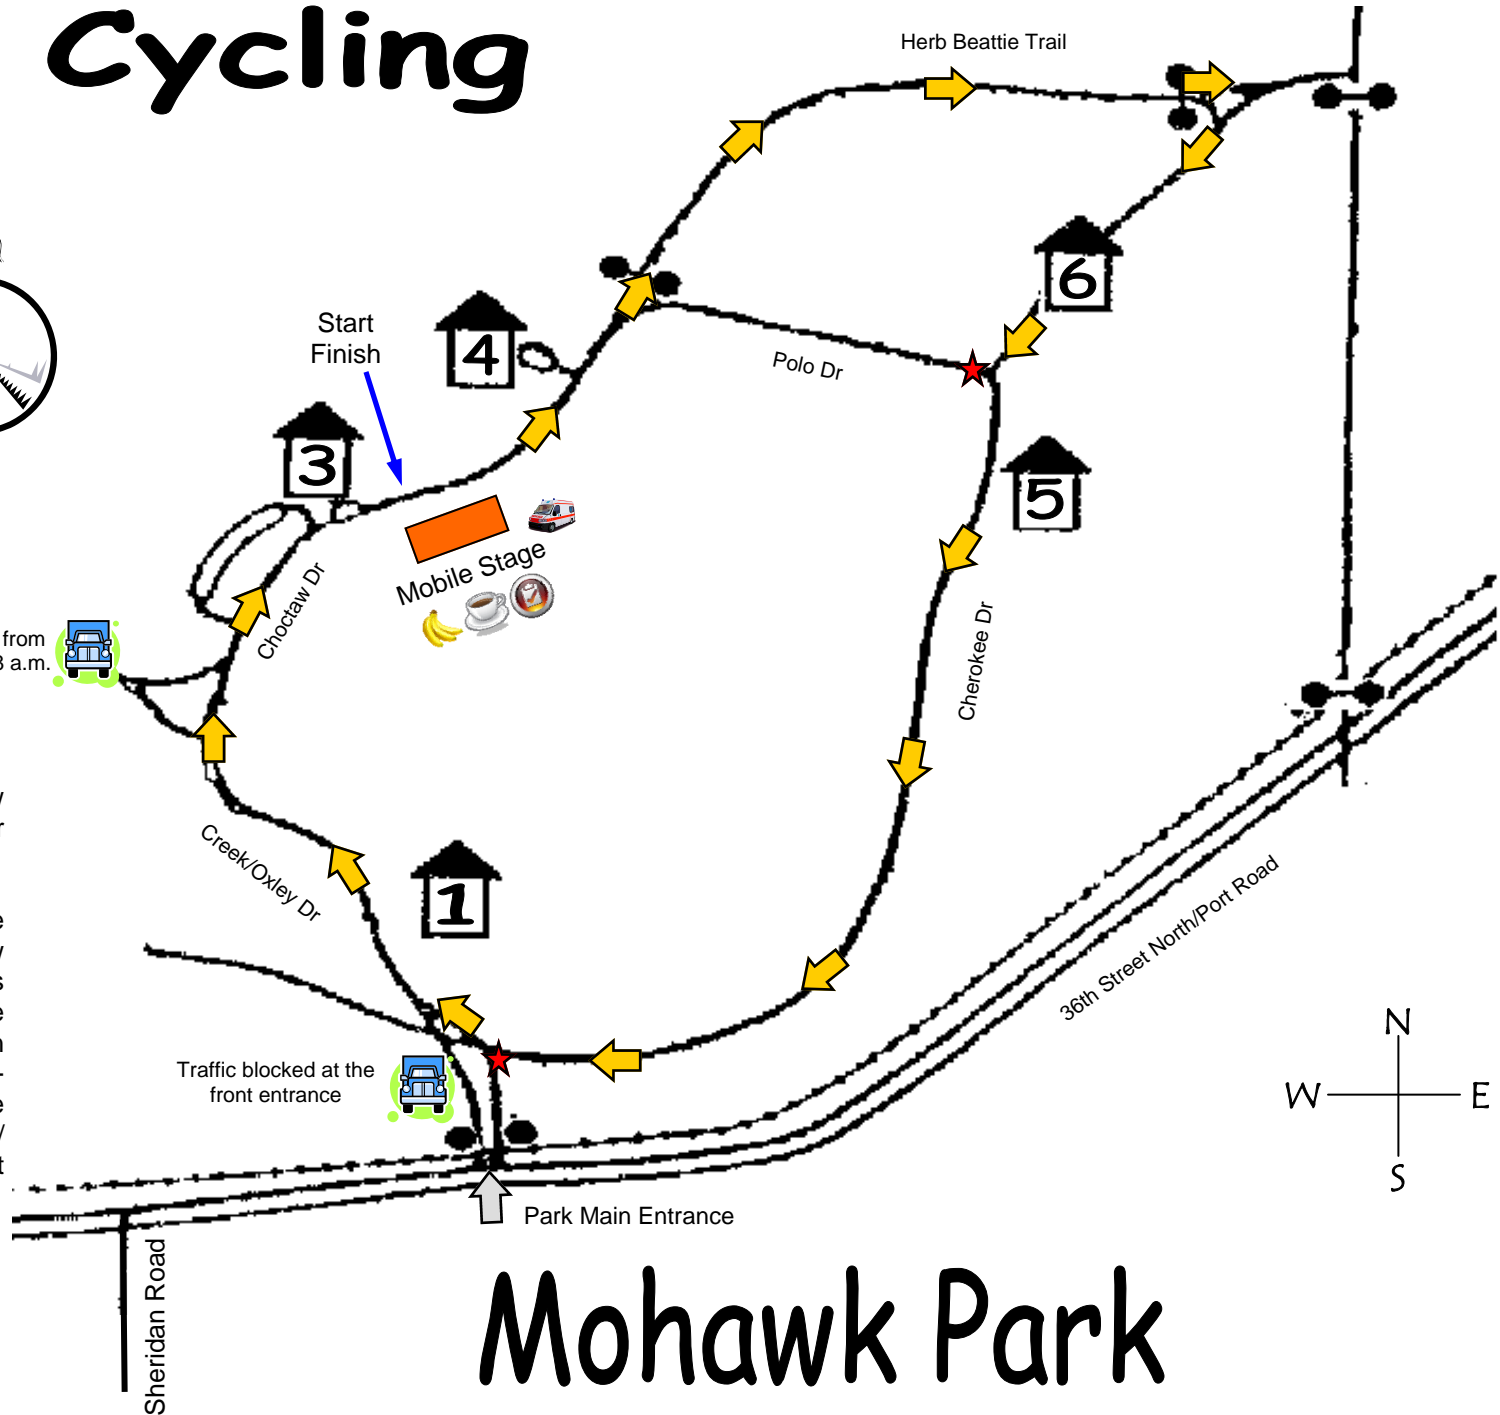 Cycling
Herb Beattie Trail
Start
Finish
6
4
Polo Dr
3
5
Mobile Stage
Choctaw Dr
Cherokee Dr
from
8 a.m.
Creek/Oxley Dr
1
36th Street North/Port Road
Traffic blocked at the
front entrance
N
W
E
S
Park Main Entrance
Sheridan Road
Mohawk Park